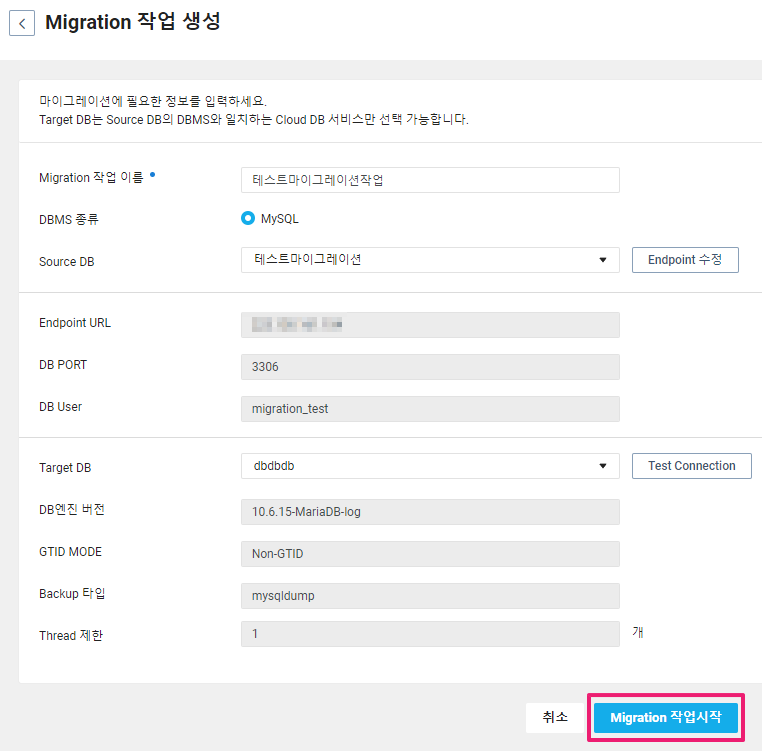 Migration 작업 생성
마이그레이션에 필요한 정보를 입력하세요.
Target DB는 Source DB의 DBMS와 일치하는 Cloud DB 서비스만 선택 가능합니다.
Migration 작업 이름
테스트마이그레이션작업
DBMS 종류
MySQL
Source DB
테스트마이그레이션
Endpoint 수정
Endpoint URL
DB PORT
3306
DB User
migration_test
Target DB
dbdbdb
Test Connection
DB엔진 버전
10.6.15-MariaDB-log
GTID MODE
Non-GTID
Backup 타입
mysqldump
Thread 제한
1
개
취소
Migration 작업시작